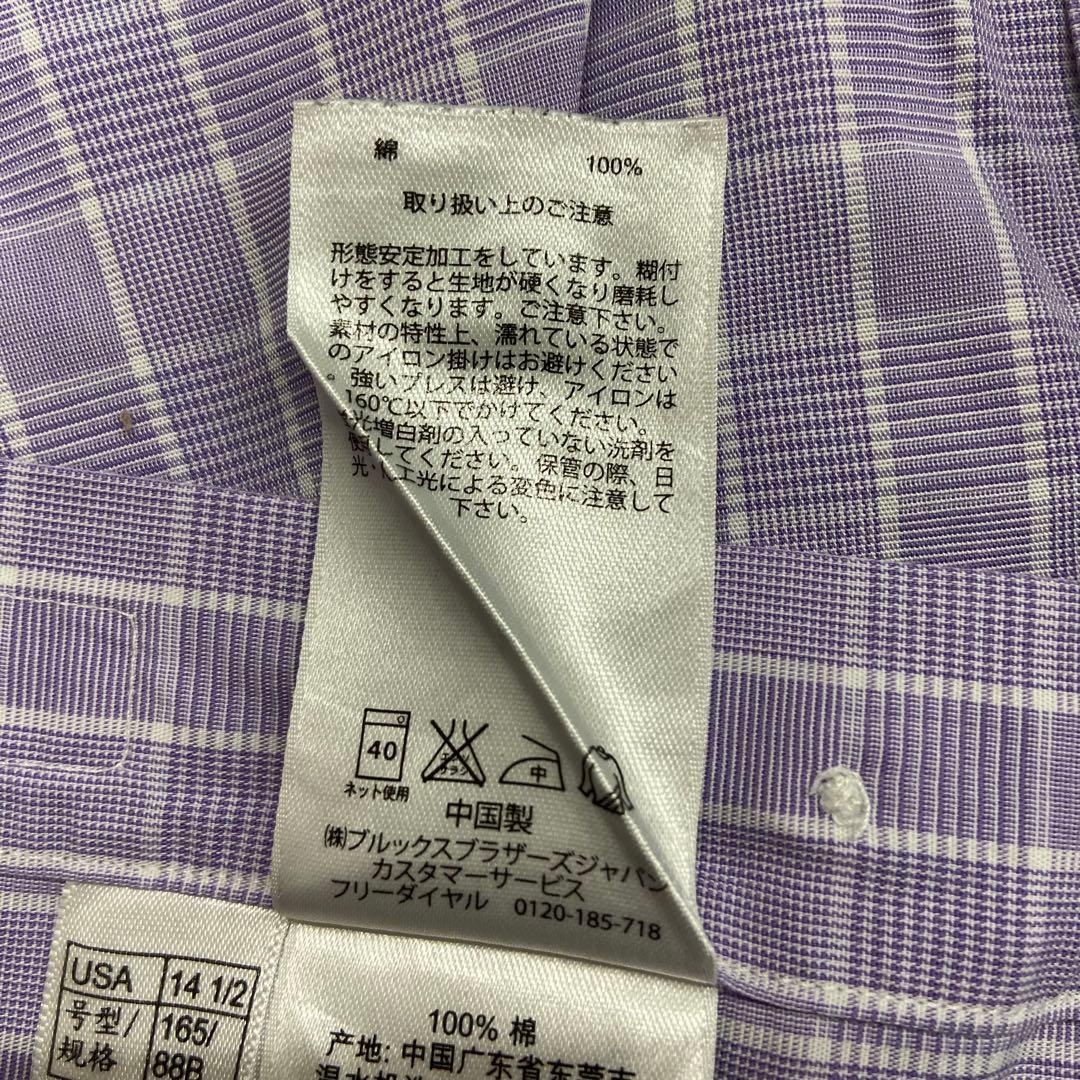 綿 100%
取り扱い上のご注意
形態安定加工をしています。糊付
けをすると生地が硬くなり磨耗し
やすくなります。ご注意下さい。
素材の特性上、濡れている状態で
のアイロン掛けはお避けください
。強いプレスは避け、アイロンは
160℃以下でかけてください。
光増白剤の入っていない洗剤を
してください。保管の際、日
光による変色に注意して
下さい。
40
中
ネット使用
中国製
㈱ブルックスブラザーズジャパン
カスタマーサービス
フリーダイヤル 0120-185-718
USA 14 1/2
号型/ 165/
规格 88B
100% 棉
产地: 中国广东省东莞市